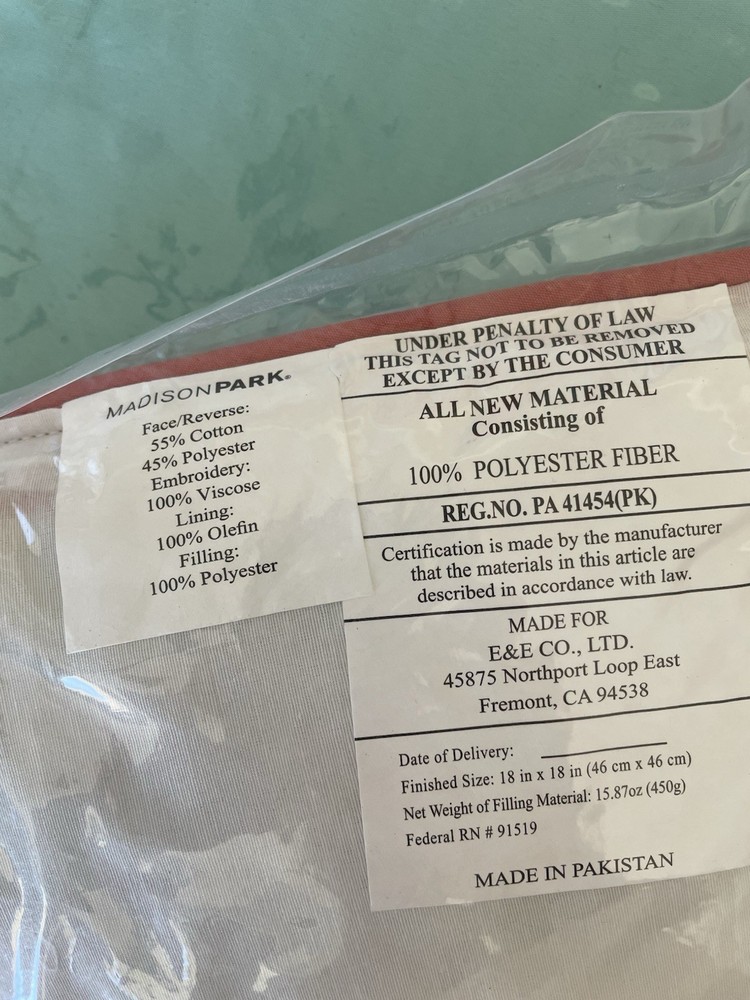 MADISONPARK.
Face/Reverse:
55% Cotton
45% Polyester
Embroidery:
100% Viscose
Lining:
100% Olefin
Filling:
100% Polyester
UNDER PENALTY OF LAW
THIS TAG NOT TO BE REMOVED
EXCEPT BY THE CONSUMER
ALL NEW MATERIAL
Consisting of
100% POLYESTER FIBER
REG.NO. PA 41454(PK)
Certification is made by the manufacturer
that the materials in this article are
described in accordance with law.
MADE FOR
E&E CO., LTD.
45875 Northport Loop East
Fremont, CA 94538
Date of Delivery:
Finished Size: 18 in x 18 in (46 cm x 46 cm)
Net Weight of Filling Material: 15.87oz (450g)
Federal RN # 91519
MADE IN PAKISTAN